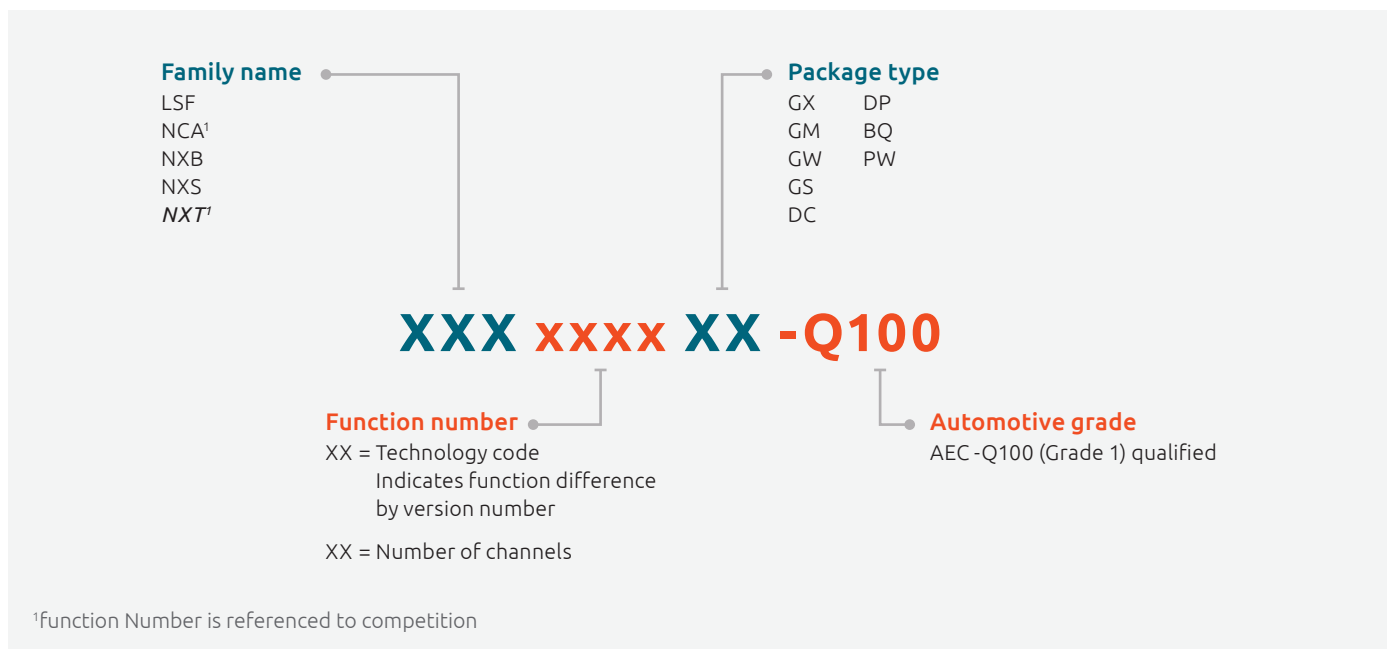 Family name
LSF
NCA¹
NXB
NXS
NXT¹
Package type
GX DP
GM BQ
GW PW
GS
DC
XXX xxxx XX -Q100
Function number
XX = Technology code
Indicates function difference
by version number
XX = Number of channels
Automotive grade
AEC -Q100 (Grade 1) qualified
¹function Number is referenced to competition